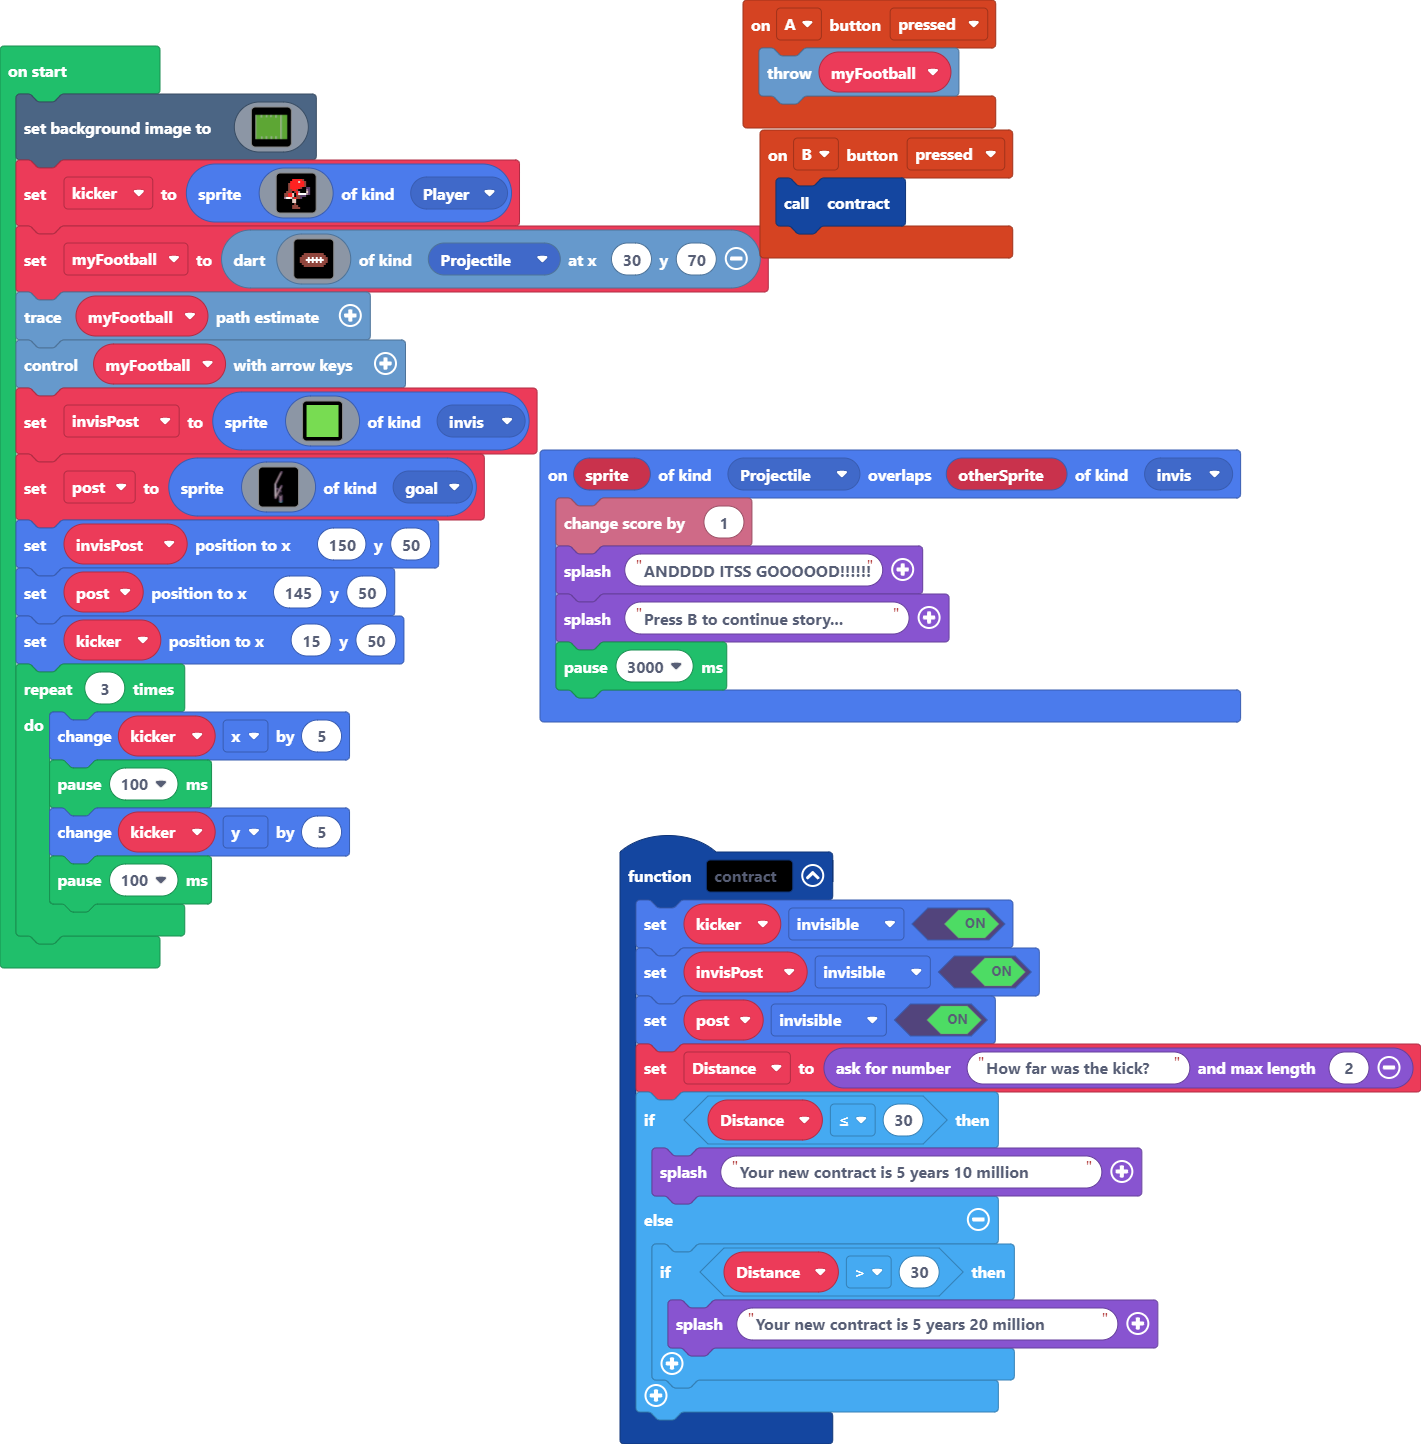 on start
set background image to
set kicker to sprite of kind Player
set myFootball to dart of kind Projectile at x 30 y 70
trace myFootball path estimate
control myFootball with arrow keys
set invisPost to sprite of kind invis
set post to sprite of kind goal
set invisPost position to x 150 y 50
set post position to x 145 y 50
set kicker position to x 15 y 50
repeat 3 times
do
change kicker x by 5
pause 100 ms
change kicker y by 5
pause 100 ms
on A button pressed
throw myFootball
on B button pressed
call contract
on sprite of kind Projectile overlaps otherSprite of kind invis
change score by 1
splash "ANDDDD ITSS GOOOOOD!!!!!!"
splash "Press B to continue story... "
pause 3000 ms
function contract
set kicker invisible ON
set invisPost invisible ON
set post invisible ON
set Distance to ask for number "How far was the kick? " and max length 2
if Distance ≤ 30 then
splash "Your new contract is 5 years 10 million "
else
if Distance > 30 then
splash "Your new contract is 5 years 20 million "